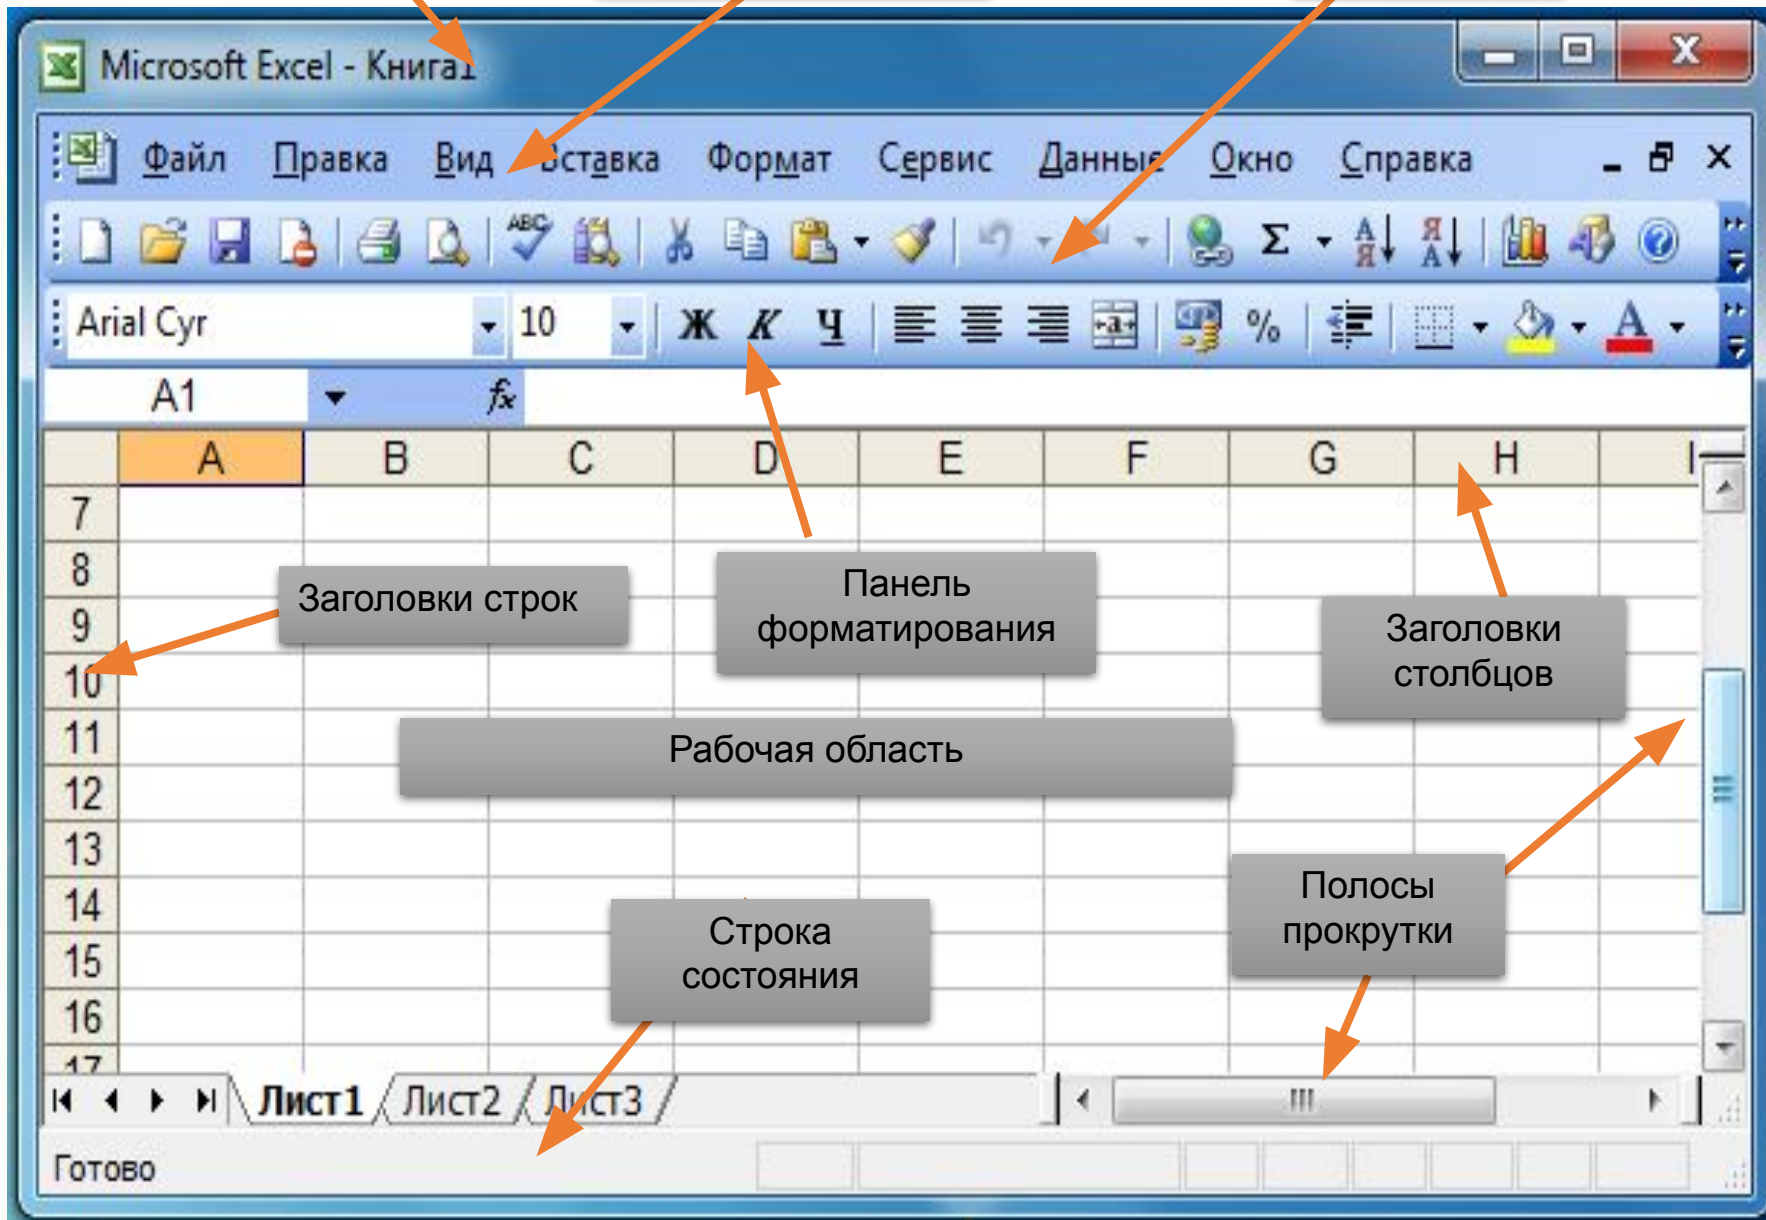 Microsoft Excel - Книга1
Файл Правка Вид Вставка Формат Сервис Данные Окно Справка
Arial Cyr 10 Ж К Ч %
A1 fx
A B C D E F G H I
7
8
Заголовки строк
Панель
форматирования
9
Заголовки
столбцов
10
11
Рабочая область
12
13
14
Полосы
прокрутки
Строка
состояния
15
16
17
Лист1 Лист2 Лист3
Готово